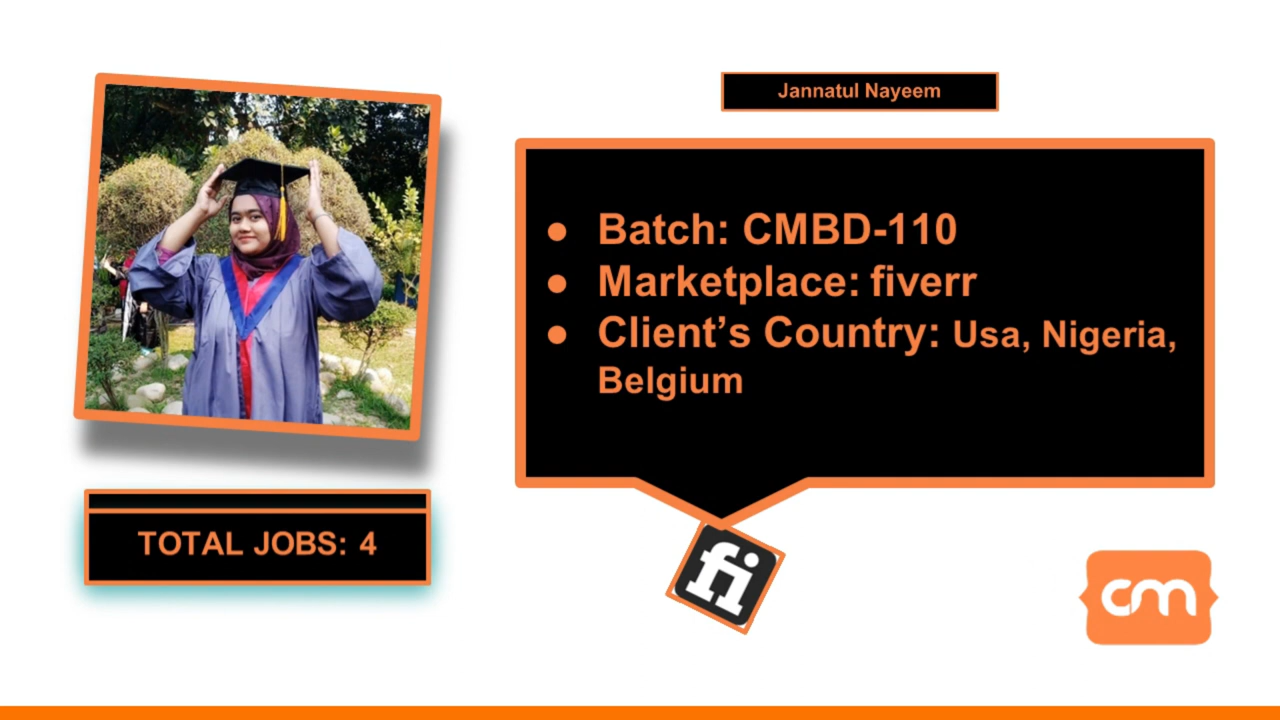 Jannatul Nayeem
● Batch: CMBD-110
● Marketplace: fiverr
● Client’s Country: Usa, Nigeria,
Belgium
TOTAL JOBS: 4
fi
cm